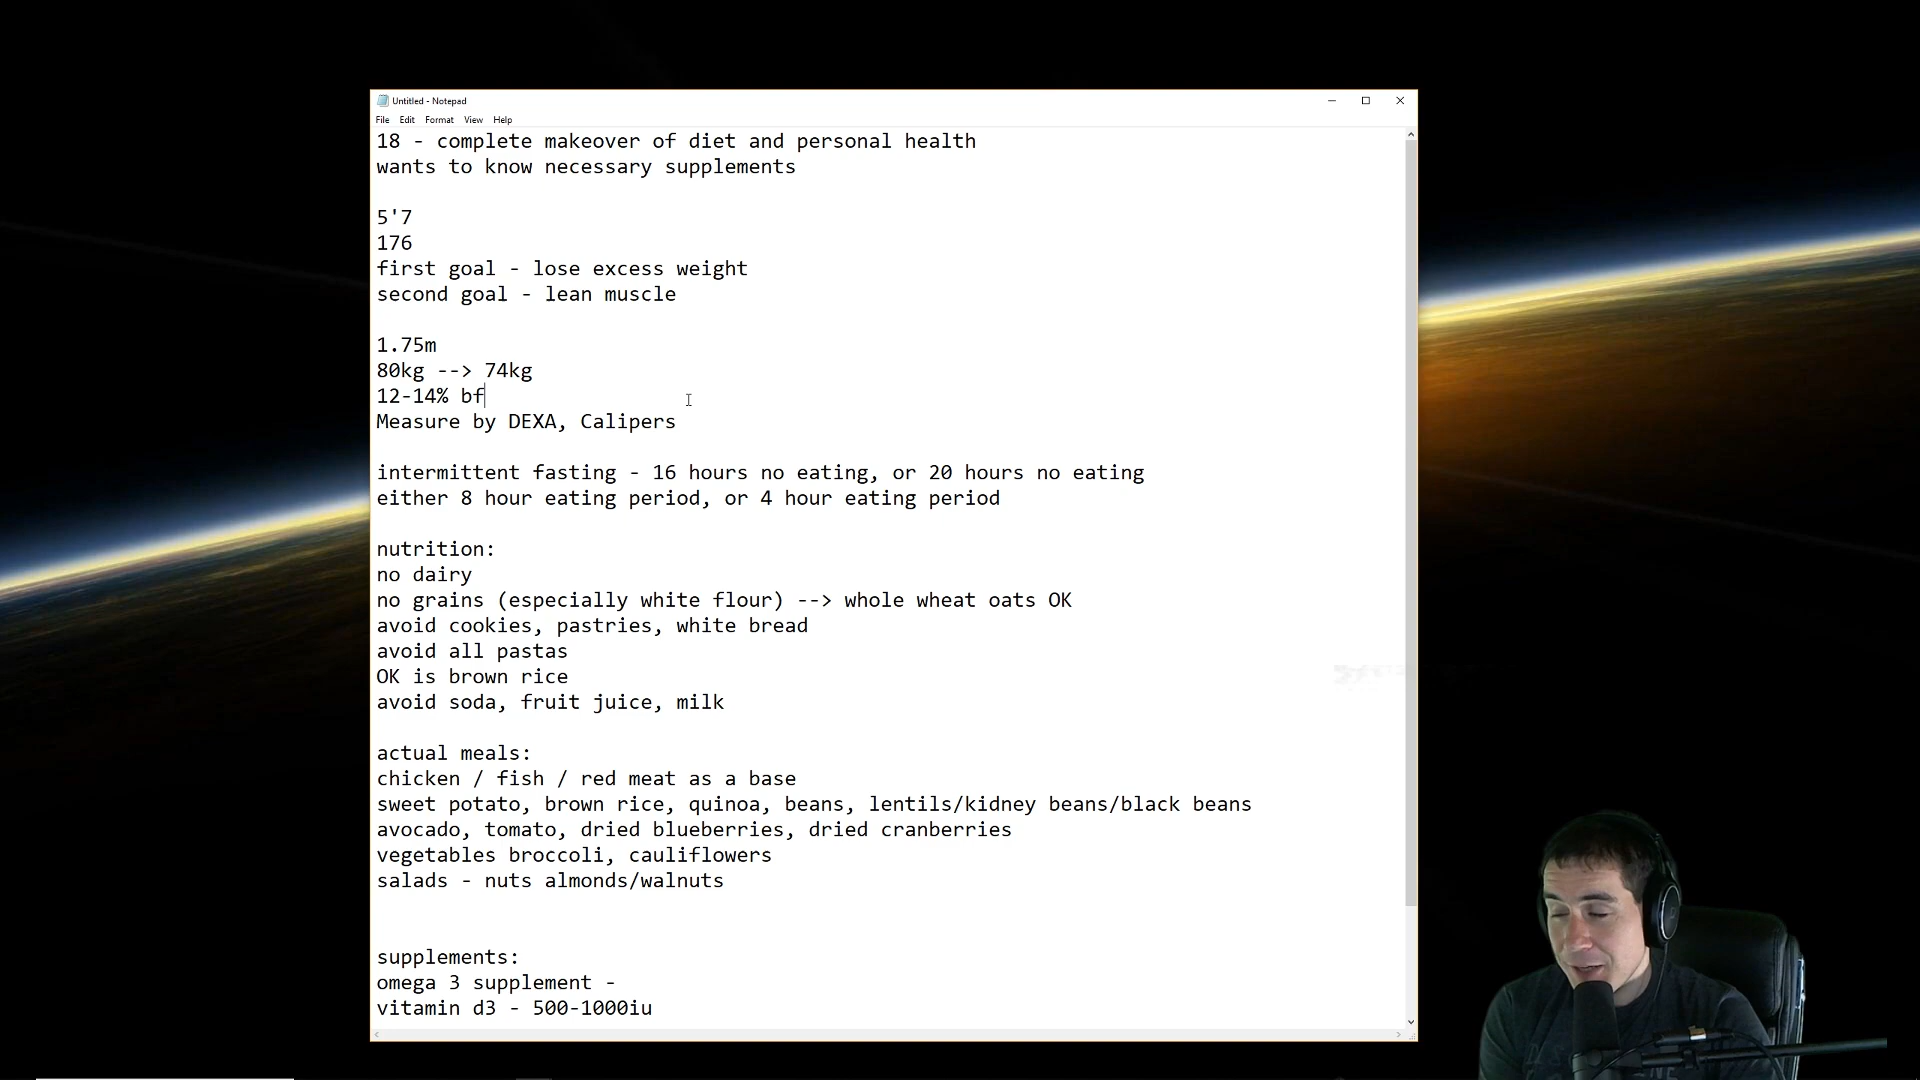 Untitled - Notepad
File Edit Format View Help
18 - complete makeover of diet and personal health
wants to know necessary supplements
5'7
176
first goal - lose excess weight
second goal - lean muscle
1.75m
80kg --> 74kg
12-14% bf
Measure by DEXA, Calipers
intermittent fasting - 16 hours no eating, or 20 hours no eating
either 8 hour eating period, or 4 hour eating period
nutrition:
no dairy
no grains (especially white flour) --> whole wheat oats OK
avoid cookies, pastries, white bread
avoid all pastas
OK is brown rice
avoid soda, fruit juice, milk
actual meals:
chicken / fish / red meat as a base
sweet potato, brown rice, quinoa, beans, lentils/kidney beans/black beans
avocado, tomato, dried blueberries, dried cranberries
vegetables broccoli, cauliflowers
salads - nuts almonds/walnuts
supplements:
omega 3 supplement -
vitamin d3 - 500-1000iu